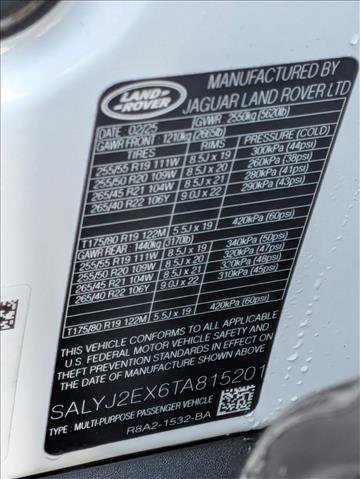 LAND ROVER
MANUFACTURED BY
JAGUAR LAND ROVER LTD
DATE: 02/25 GVWR 2550kg (5620lb)
GAWR FRONT 1210kg (2665lb)
TIRES RIMS PRESSURE (COLD)
255/55 R19 111W 8.5J x 19 300kPa (44psi)
255/50 R20 109W 8.5J x 20 260kPa (38psi)
265/45 R21 104W 8.5J x 21 280kPa (41psi)
265/40 R22 106Y 9.0J x 22 290kPa (43psi)
T175/80 R19 122M 5.5J x 19 420kPa (60psi)
GAWR REAR: 1440kg (3170lb)
255/55 R19 111W 8.5J x 19 340kPa (50psi)
255/50 R20 109W 8.5J x 20 320kPa (47psi)
265/45 R21 104W 8.5J x 21 330kPa (48psi)
265/40 R22 106Y 9.0J x 22 310kPa (45psi)
T175/80 R19 122M 5.5J x 19 420kPa (60psi)
THIS VEHICLE CONFORMS TO ALL APPLICABLE
U.S. FEDERAL MOTOR VEHICLE SAFETY AND
THEFT PREVENTION STANDARDS IN EFFECT ON
THE DATE OF MANUFACTURE SHOWN ABOVE.
SALYJ2EX6TA815201
TYPE : MULTI-PURPOSE PASSENGER VEHICLE
R8A2-1532-BA